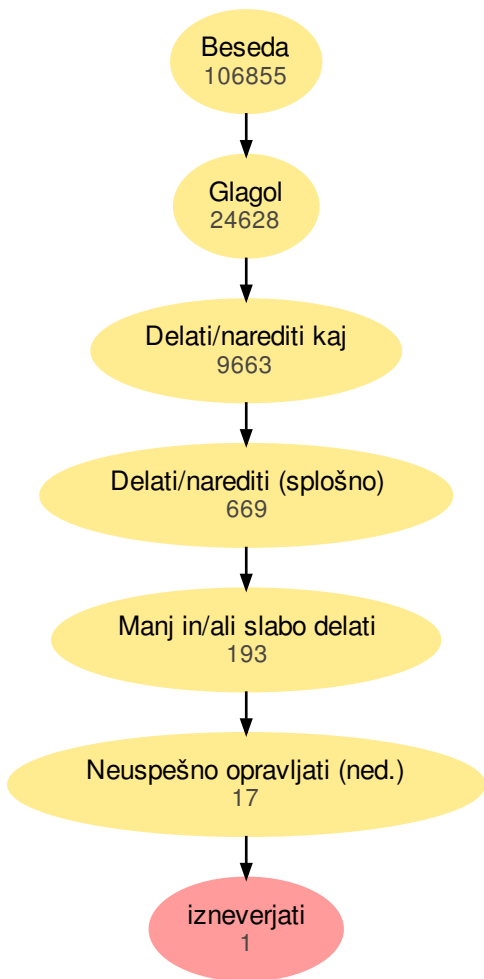 Beseda
106855
Glagol
24628
Delati/narediti kaj
9663
Delati/narediti (splošno)
669
Manj in/ali slabo delati
193
Neuspešno opravljati (ned.)
17
izneverjati
1